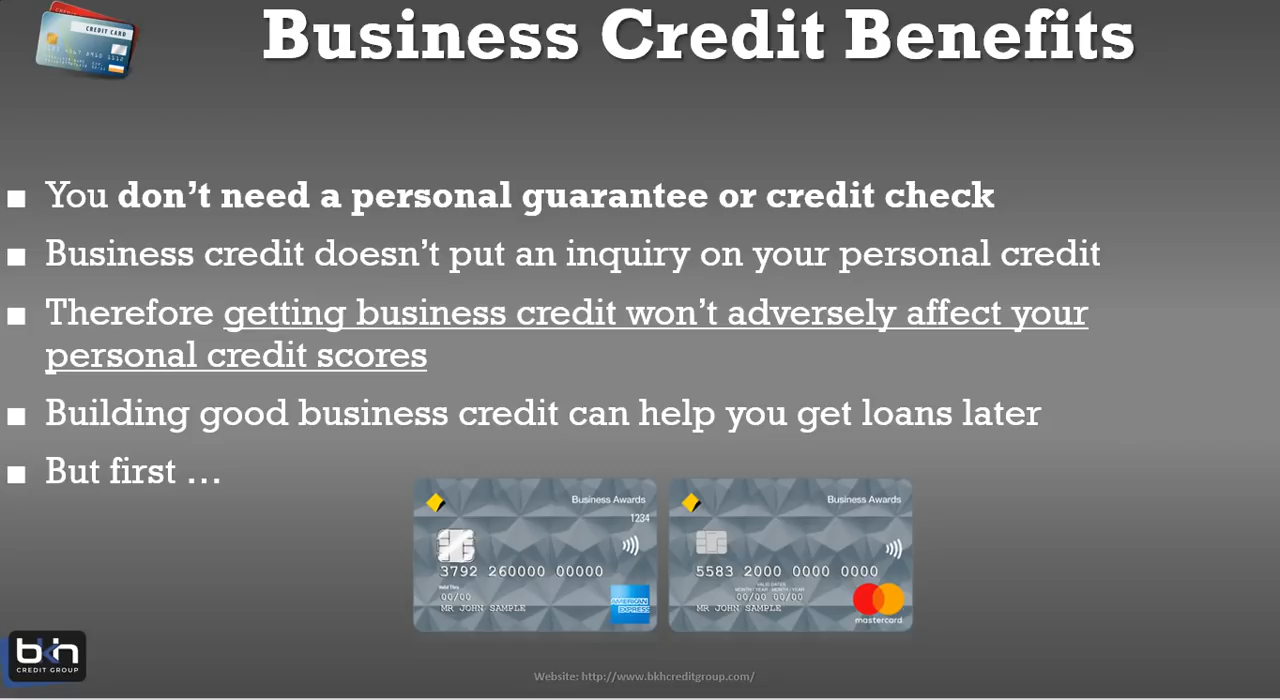 CREDIT CARD
Business Credit Benefits
■ You don’t need a personal guarantee or credit check
■ Business credit doesn’t put an inquiry on your personal credit
■ Therefore getting business credit won’t adversely affect your
personal credit scores
■ Building good business credit can help you get loans later
■ But first …
Business Awards
1234
3792 260000 00000
00/00
MR JOHN SAMPLE
AMERICAN
EXPRESS
Business Awards
5583 2000 0000 0000
00/00 00/00
MR JOHN SAMPLE
mastercard
bkh
CREDIT GROUP
Website: http://www.bkhcreditgroup.com/